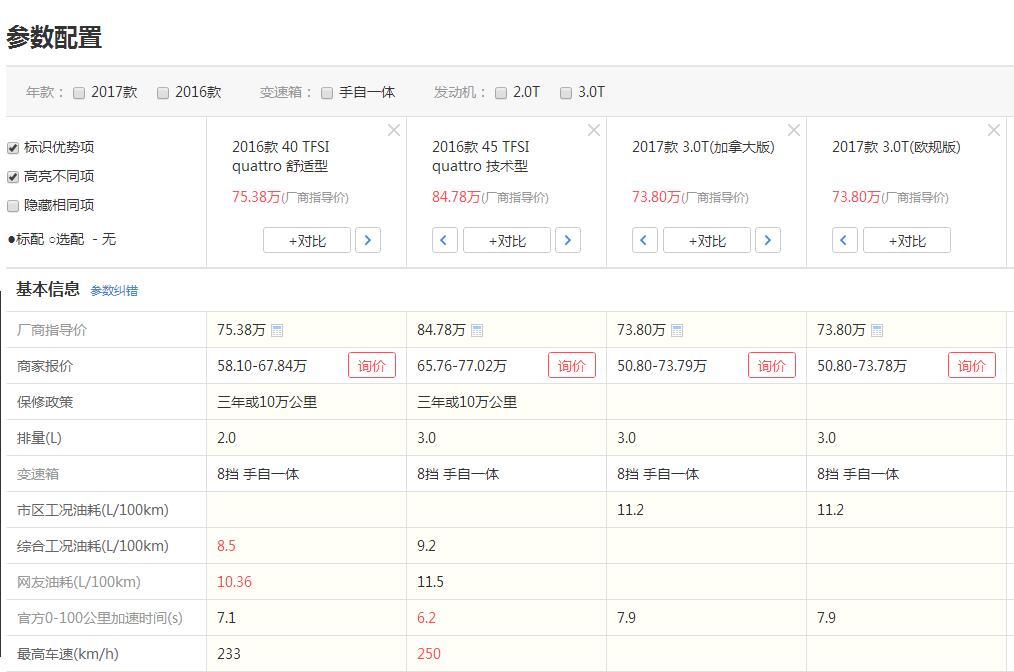 参数配置
年款： 2017款 2016款 变速箱： 手自一体 发动机： 2.0T 3.0T
标识优势项
高亮不同项
隐藏相同项
●标配 ○选配 - 无
2016款 40 TFSI
quattro 舒适型
75.38万(厂商指导价)
+对比
2016款 45 TFSI
quattro 技术型
84.78万(厂商指导价)
+对比
2017款 3.0T(加拿大版)
73.80万(厂商指导价)
+对比
2017款 3.0T(欧规版)
73.80万(厂商指导价)
+对比
基本信息 参数纠错
厂商指导价 75.38万 84.78万 73.80万 73.80万
商家报价 58.10-67.84万 询价 65.76-77.02万 询价 50.80-73.79万 询价 50.80-73.78万 询价
保修政策 三年或10万公里 三年或10万公里
排量(L) 2.0 3.0 3.0 3.0
变速箱 8挡 手自一体 8挡 手自一体 8挡 手自一体 8挡 手自一体
市区工况油耗(L/100km) 11.2 11.2
综合工况油耗(L/100km) 8.5 9.2
网友油耗(L/100km) 10.36 11.5
官方0-100公里加速时间(s) 7.1 6.2 7.9 7.9
最高车速(km/h) 233 250